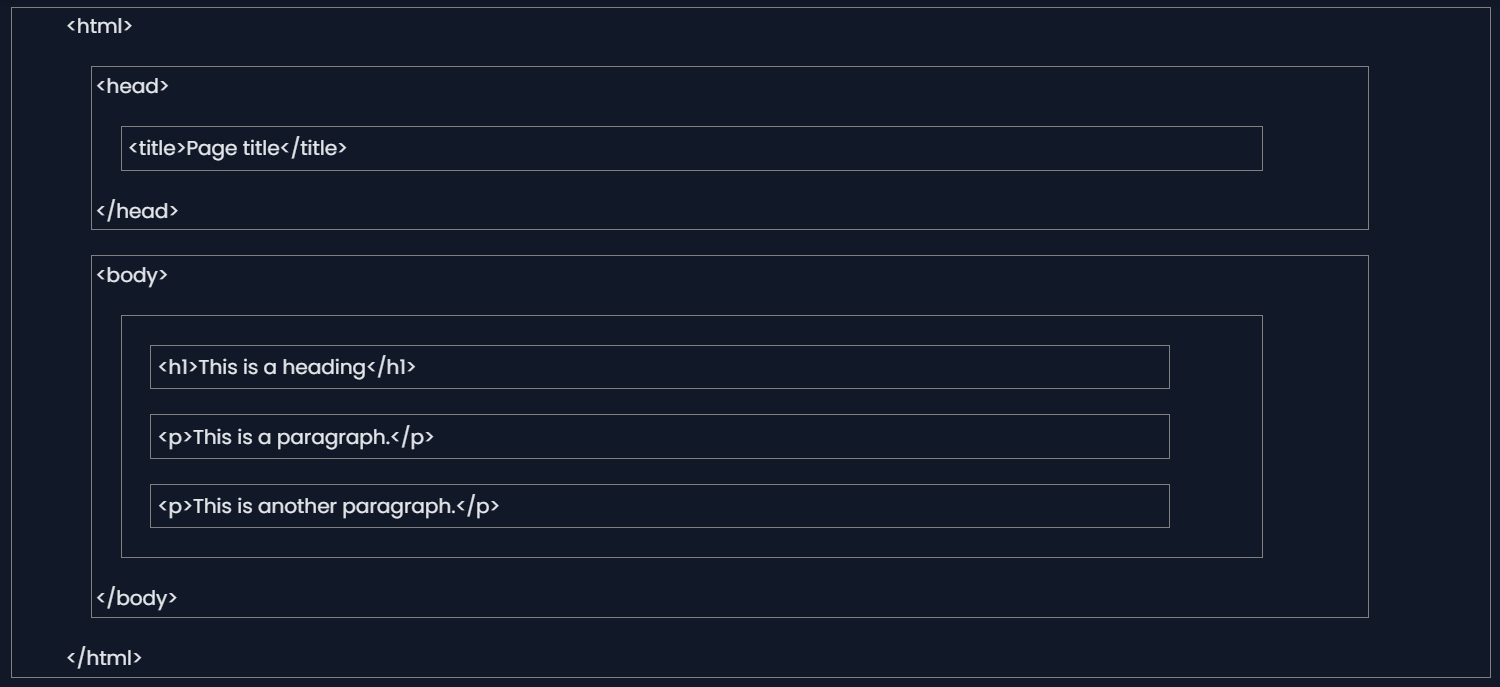 <html>
<head>
<title>Page title</title>
</head>
<body>
<h1>This is a heading</h1>
<p>This is a paragraph.</p>
<p>This is another paragraph.</p>
</body>
</html>